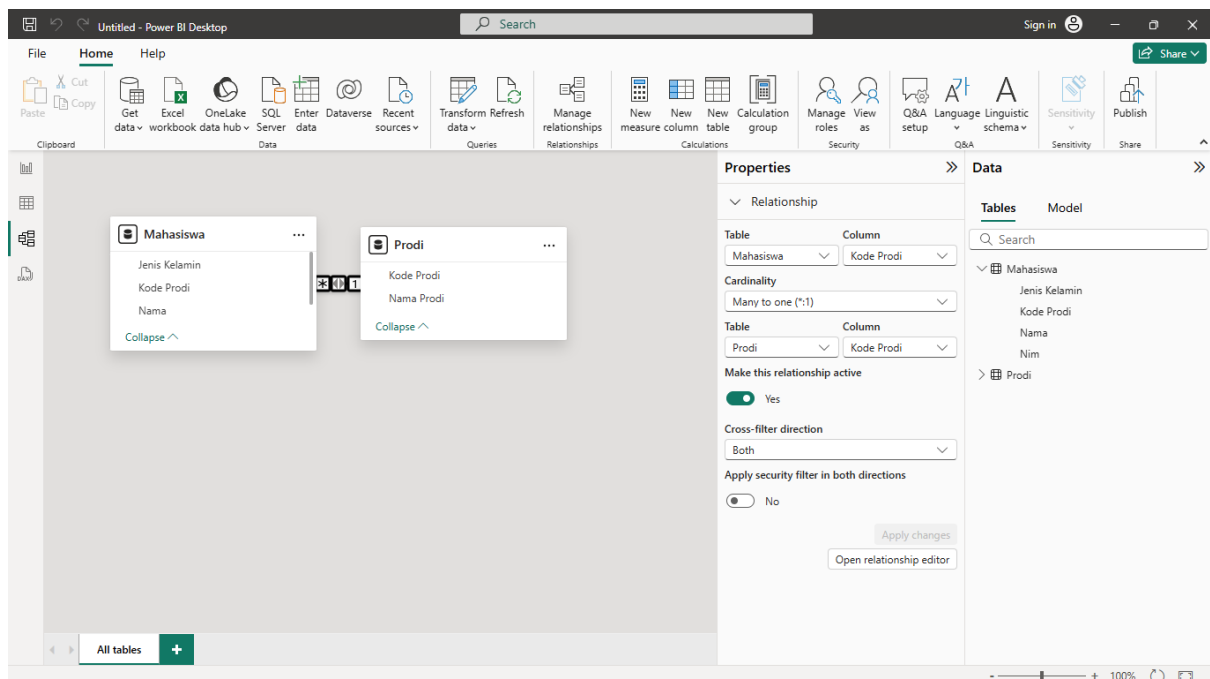 Untitled - Power BI Desktop
Search
Sign in
File Home Help
Share
Paste
Cut
Copy
Get data
Excel workbook
OneLake data hub
SQL Server
Enter data
Dataverse
Recent sources
Transform data
Refresh
Manage relationships
New measure
New column
New table
Calculation group
Manage roles
View as
Q&A setup
Language
Linguistic schema
Sensitivity
Publish
Clipboard
Data
Queries
Relationships
Calculations
Security
Q&A
Sensitivity
Share
DAX
Mahasiswa
Jenis Kelamin
Kode Prodi
Nama
Collapse
* 1
Prodi
Kode Prodi
Nama Prodi
Collapse
Properties
Relationship
Table Column
Mahasiswa Kode Prodi
Cardinality
Many to one (*:1)
Table Column
Prodi Kode Prodi
Make this relationship active
Yes
Cross-filter direction
Both
Apply security filter in both directions
No
Apply changes
Open relationship editor
Data
Tables Model
Search
Mahasiswa
Jenis Kelamin
Kode Prodi
Nama
Nim
Prodi
All tables +
- + 100%